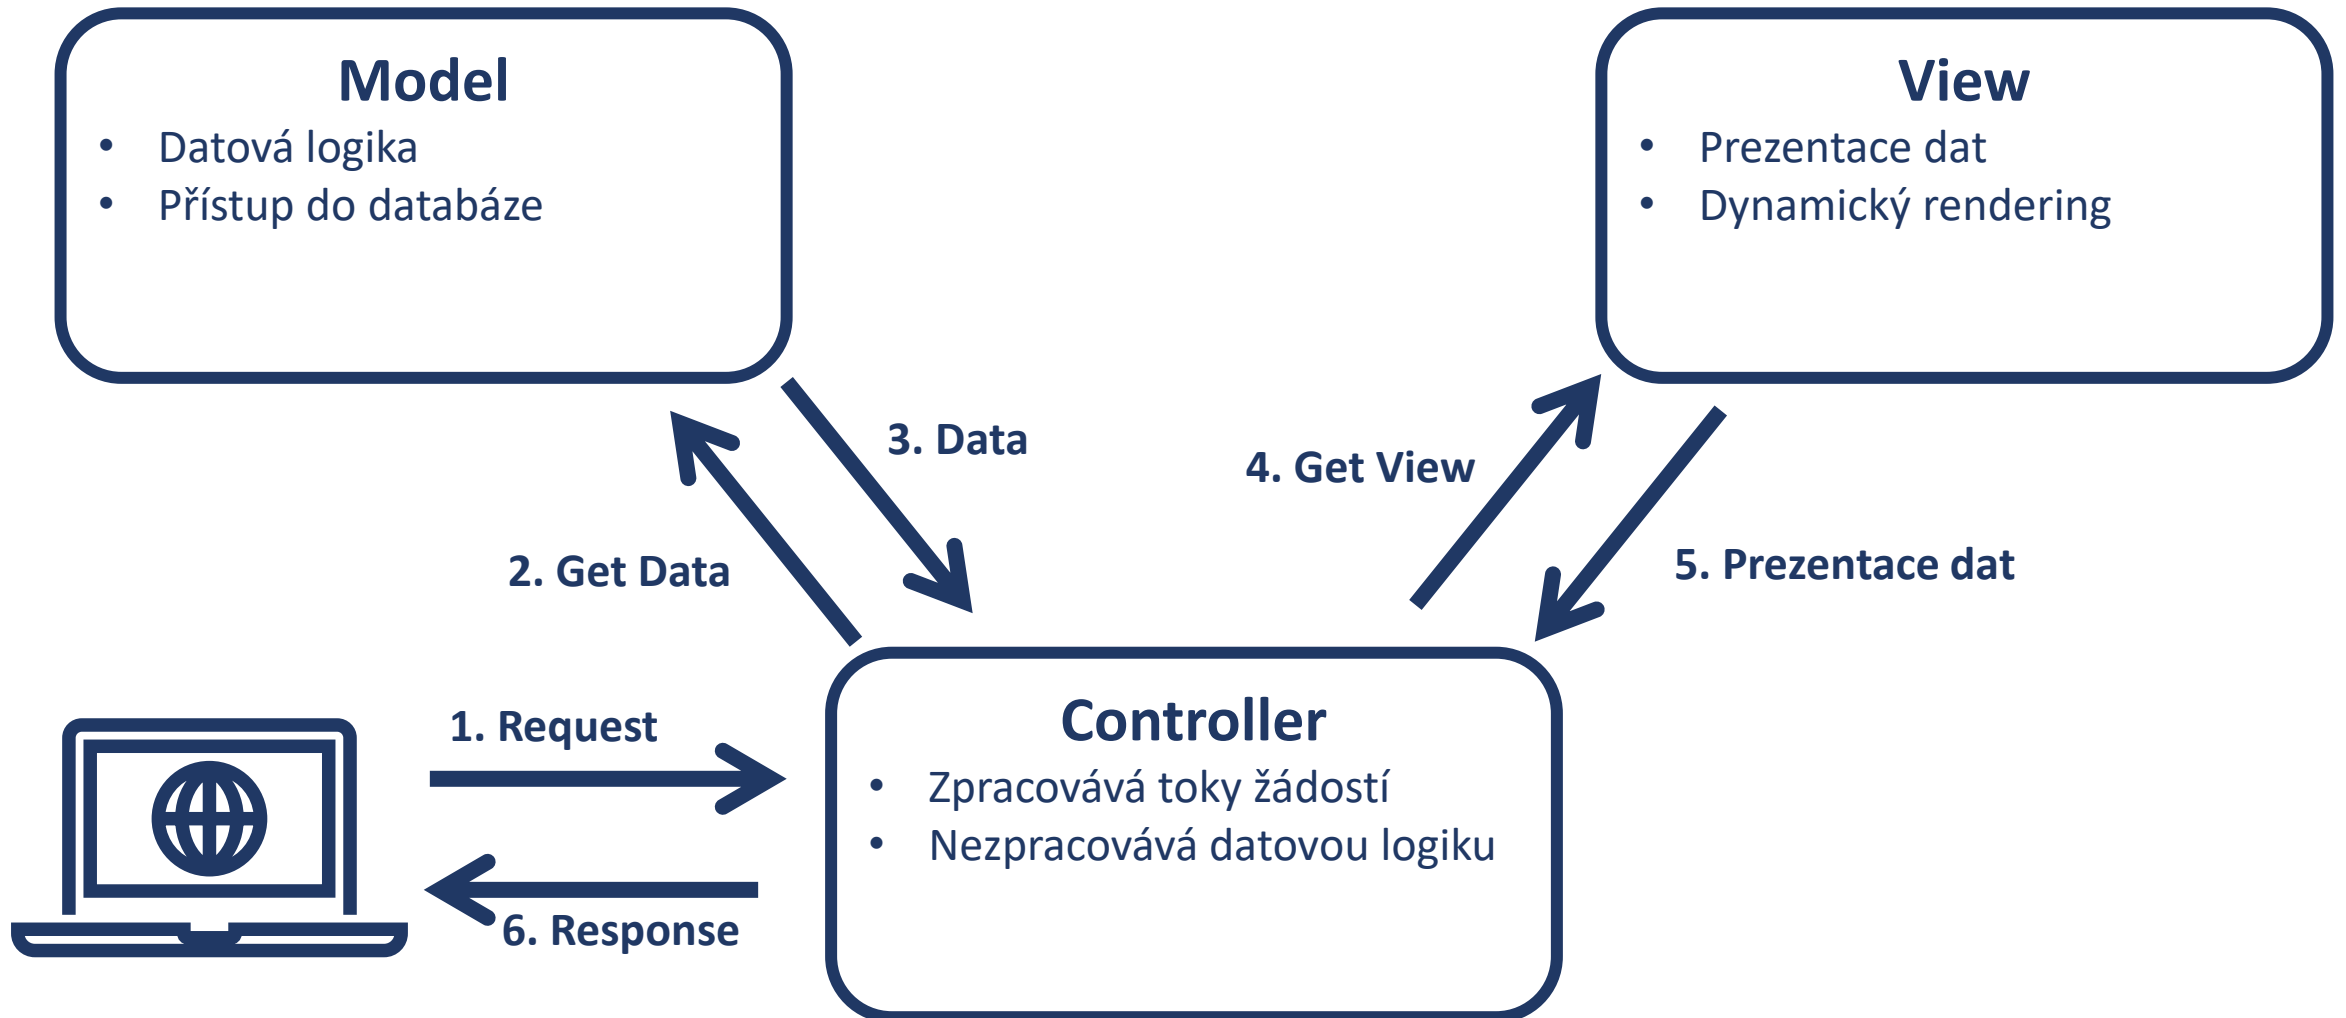 Model
• Datová logika
• Přístup do databáze
View
• Prezentace dat
• Dynamický rendering
3. Data
4. Get View
2. Get Data
5. Prezentace dat
1. Request
Controller
• Zpracovává toky žádostí
• Nezpracovává datovou logiku
6. Response